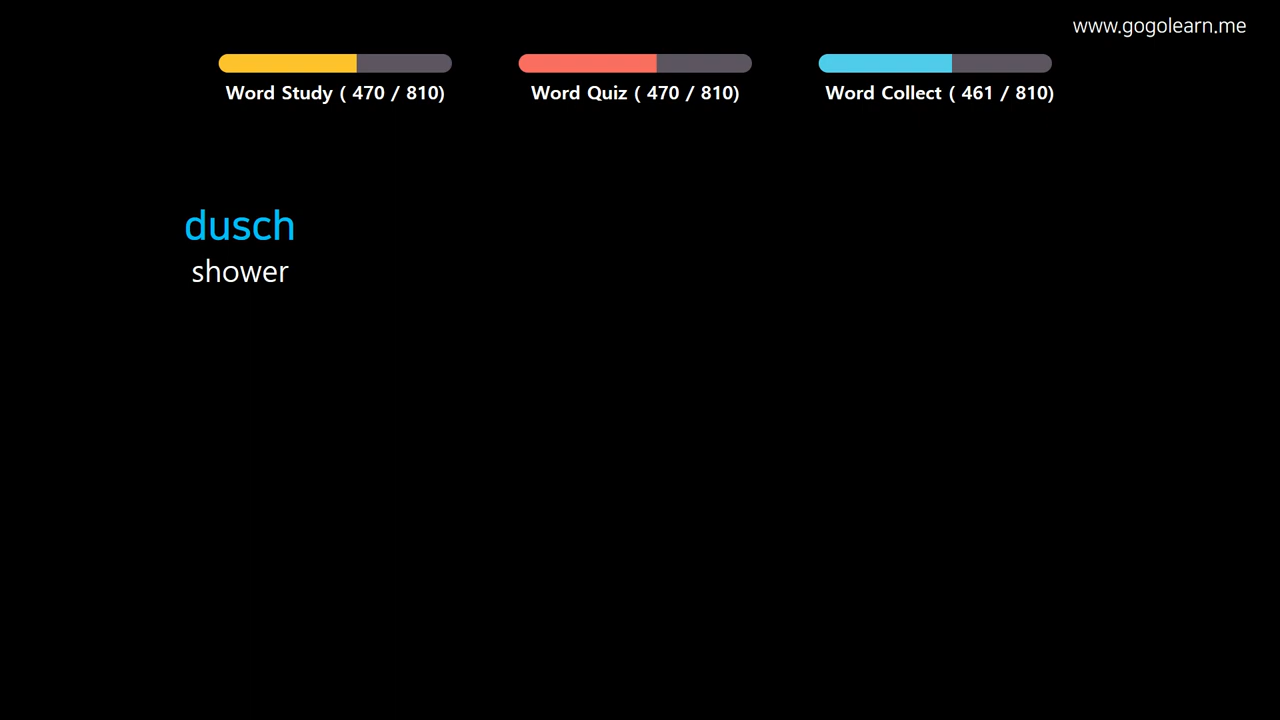 www.gogolearn.me
Word Study ( 470 / 810)
Word Quiz ( 470 / 810)
Word Collect ( 461 / 810)
dusch
shower